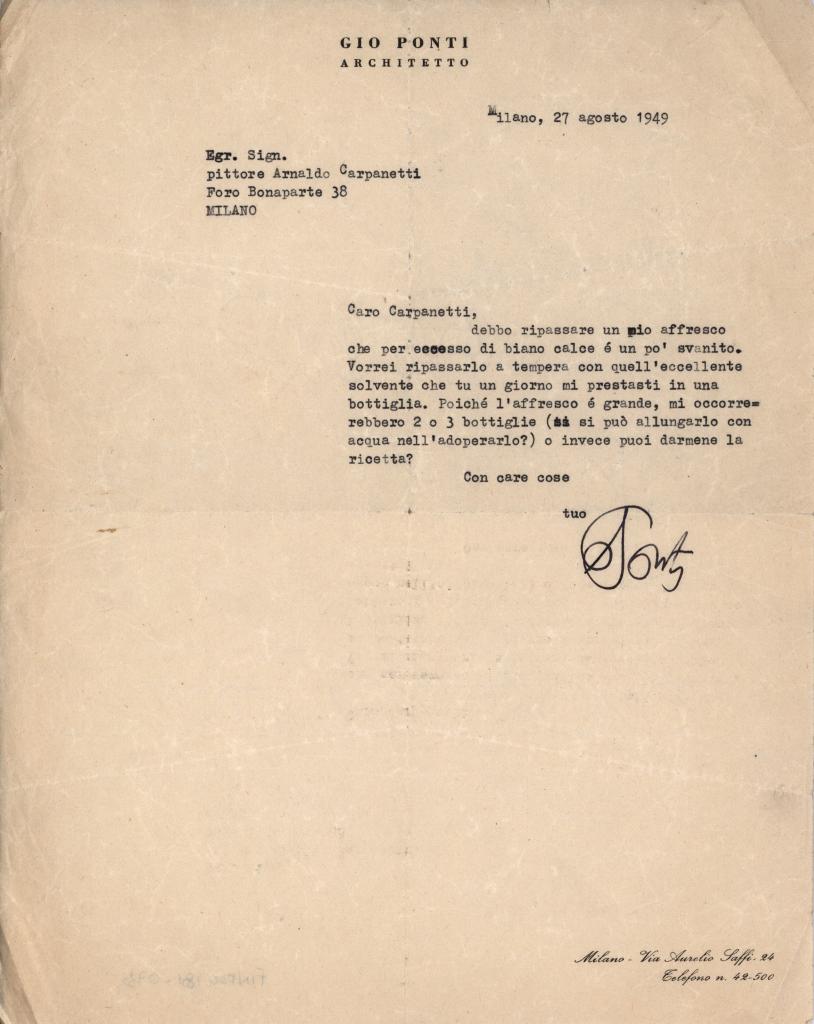 GIO PONTI
ARCHITETTO
Milano, 27 agosto 1949
Egr. Sign.
pittore Arnaldo Carpanetti
Foro Bonaparte 38
MILANO
Caro Carpanetti,
debbo ripassare un mio affresco
che per eccesso di biano calce é un po' svanito.
Vorrei ripassarlo a tempera con quell'eccellente
solvente che tu un giorno mi prestasti in una
bottiglia. Poiché l'affresco é grande, mi occorre=
rebbero 2 o 3 bottiglie ( si può allungarlo con
acqua nell'adoperarlo?) o invece puoi darmene la
ricetta?
Con care cose
tuo
Ponti
Milano - Via Aurelio Saffi - 24
Telefono n. 42-500